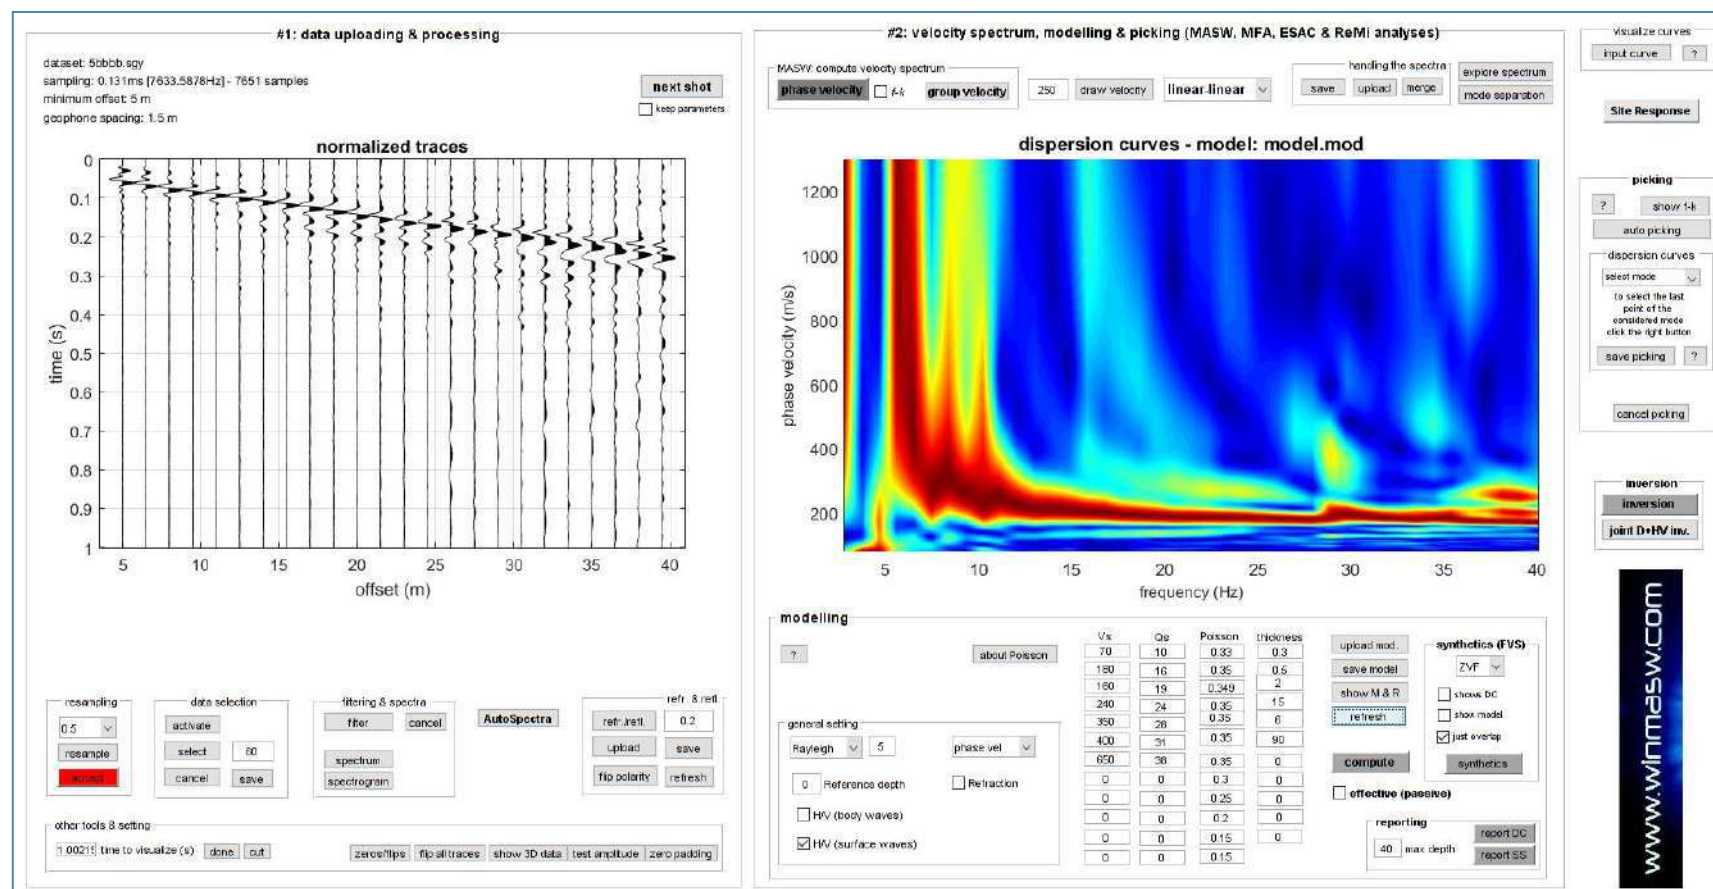 #1: data uploading & processing
dataset: 5bbbb.sgy
sampling: 0.131ms [7633.5878Hz] - 7651 samples
minimum offset: 5 m
geophone spacing: 1.5 m
next shot
keep parameters
normalized traces
0
0.1
0.2
0.3
0.4
0.5
0.6
0.7
0.8
0.9
1
time (s)
5 10 15 20 25 30 35 40
offset (m)
resampling
0.5
resample
accept
data selection
activate
select 60
cancel save
filtering & spectra
filter cancel
spectrum
spectrogram
AutoSpectra
refr. & refl.
refr./refl. 0.2
upload save
flip polarity refresh
other tools & setting
1.00215 time to visualize (s) done cut
zeros/flips flip all traces show 3D data test amplitude zero padding
#2: velocity spectrum, modelling & picking (MASW, MFA, ESAC & ReMi analyses)
MASW: compute velocity spectrum
phase velocity f-k group velocity
250 draw velocity linear-linear
handling the spectra
save upload merge
explore spectrum
mode separation
dispersion curves - model: model.mod
1200
1000
800
600
400
200
phase velocity (m/s)
5 10 15 20 25 30 35 40
frequency (Hz)
modelling
?
about Poisson
general setting
Rayleigh 5 phase vel
0 Reference depth Refraction
H/V (body waves)
H/V (surface waves)
Vs Qs Poisson thickness
70 10 0.33 0.3
180 16 0.35 0.5
160 19 0.349 2
240 24 0.35 15
350 28 0.35 6
400 31 0.35 90
650 38 0.35 0
0 0 0.3 0
0 0 0.25 0
0 0 0.2 0
0 0 0.15 0
0 0 0.15
upload mod.
save model
show M & R
refresh
compute
effective (passive)
synthetics (FVS)
ZVF
shows DC
show model
just overlap
synthetics
reporting
40 max depth
report DC
report SS
visualize curves
input curve ?
Site Response
picking
? show f-k
auto picking
dispersion curves
select mode
to select the last
point of the
considered mode
click the right button
save picking ?
cancel picking
inversion
inversion
joint D+HV inv.
www.winmasw.com